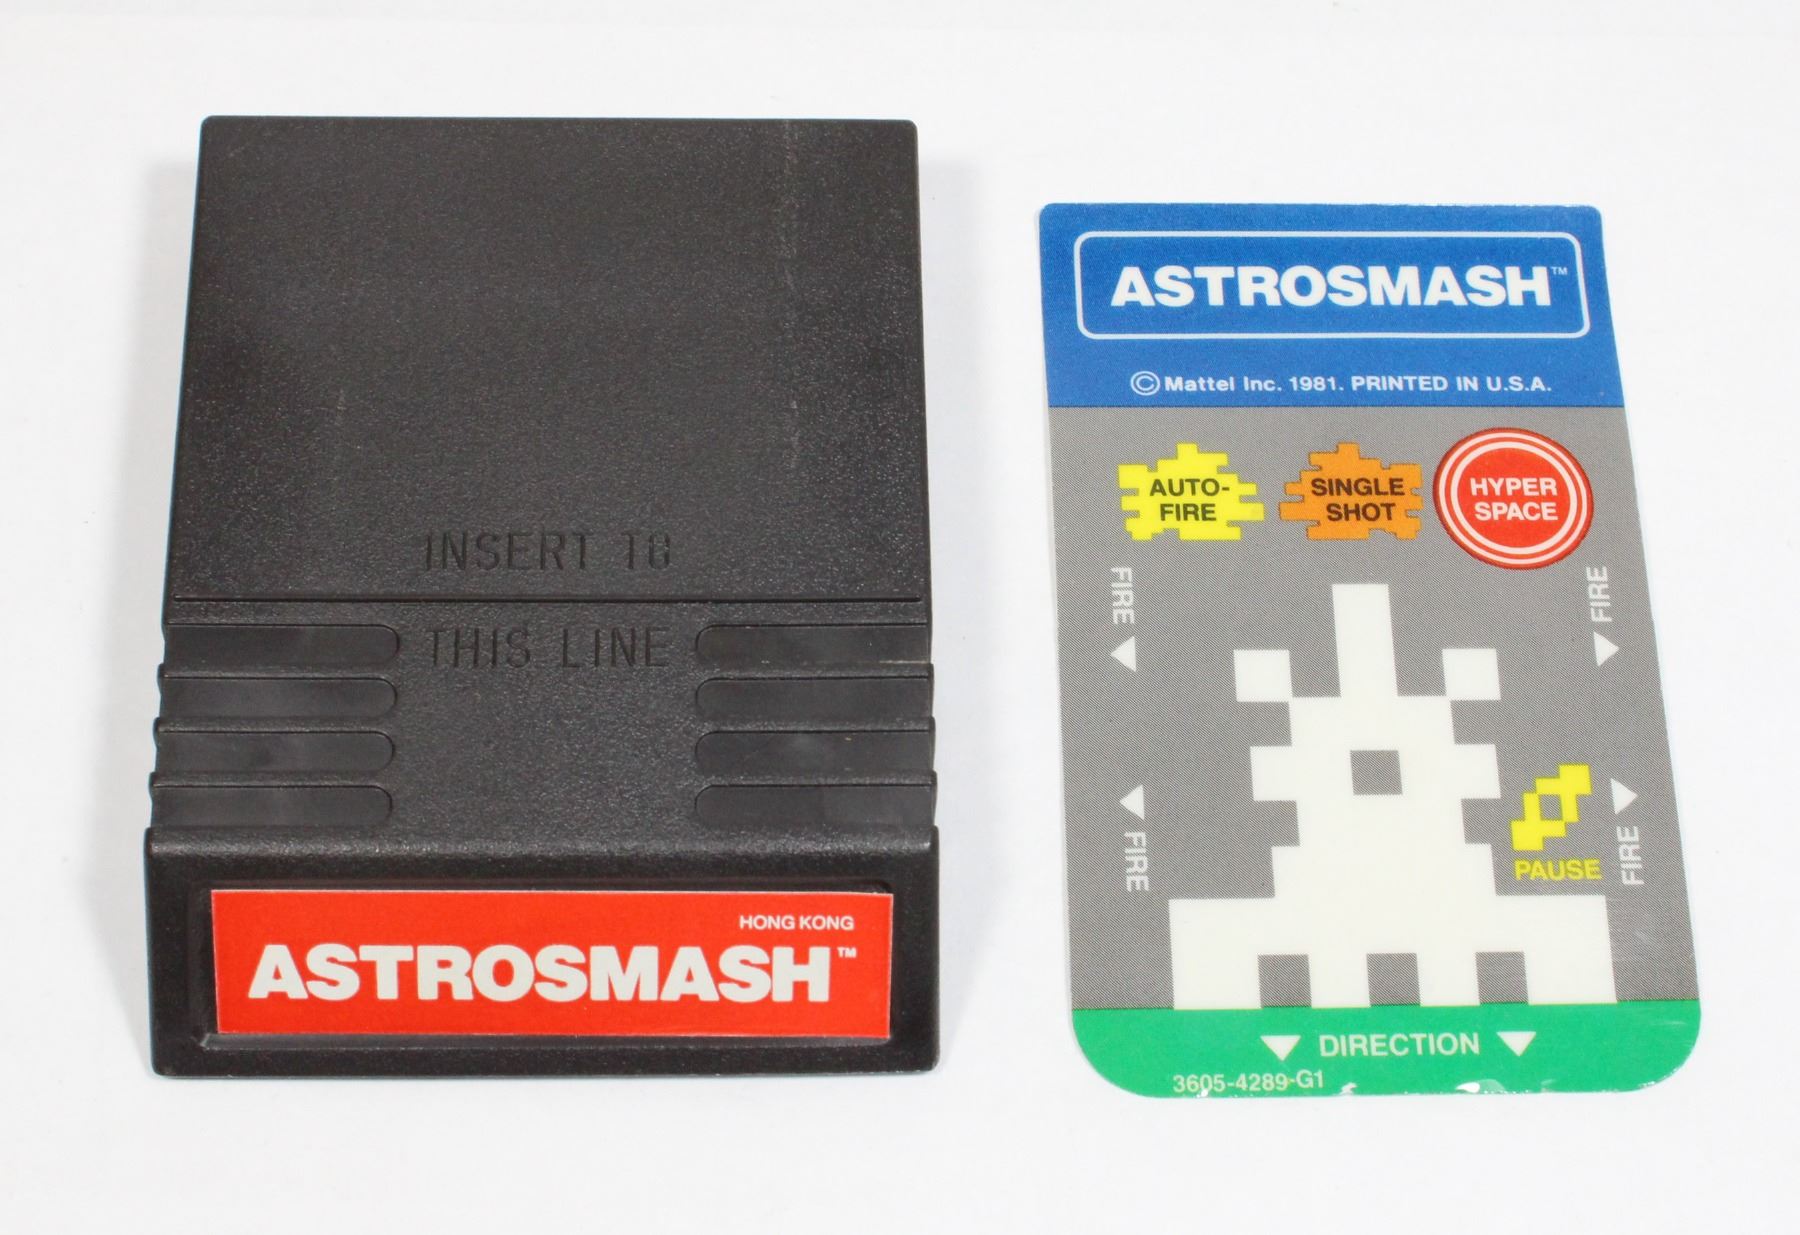 INSERT TO
THIS LINE
HONG KONG
ASTROSMASH™
ASTROSMASH™
©Mattel Inc. 1981. PRINTED IN U.S.A.
AUTO-
FIRE
SINGLE
SHOT
HYPER
SPACE
FIRE
FIRE
FIRE
FIRE
PAUSE
DIRECTION
3605-4289-G1